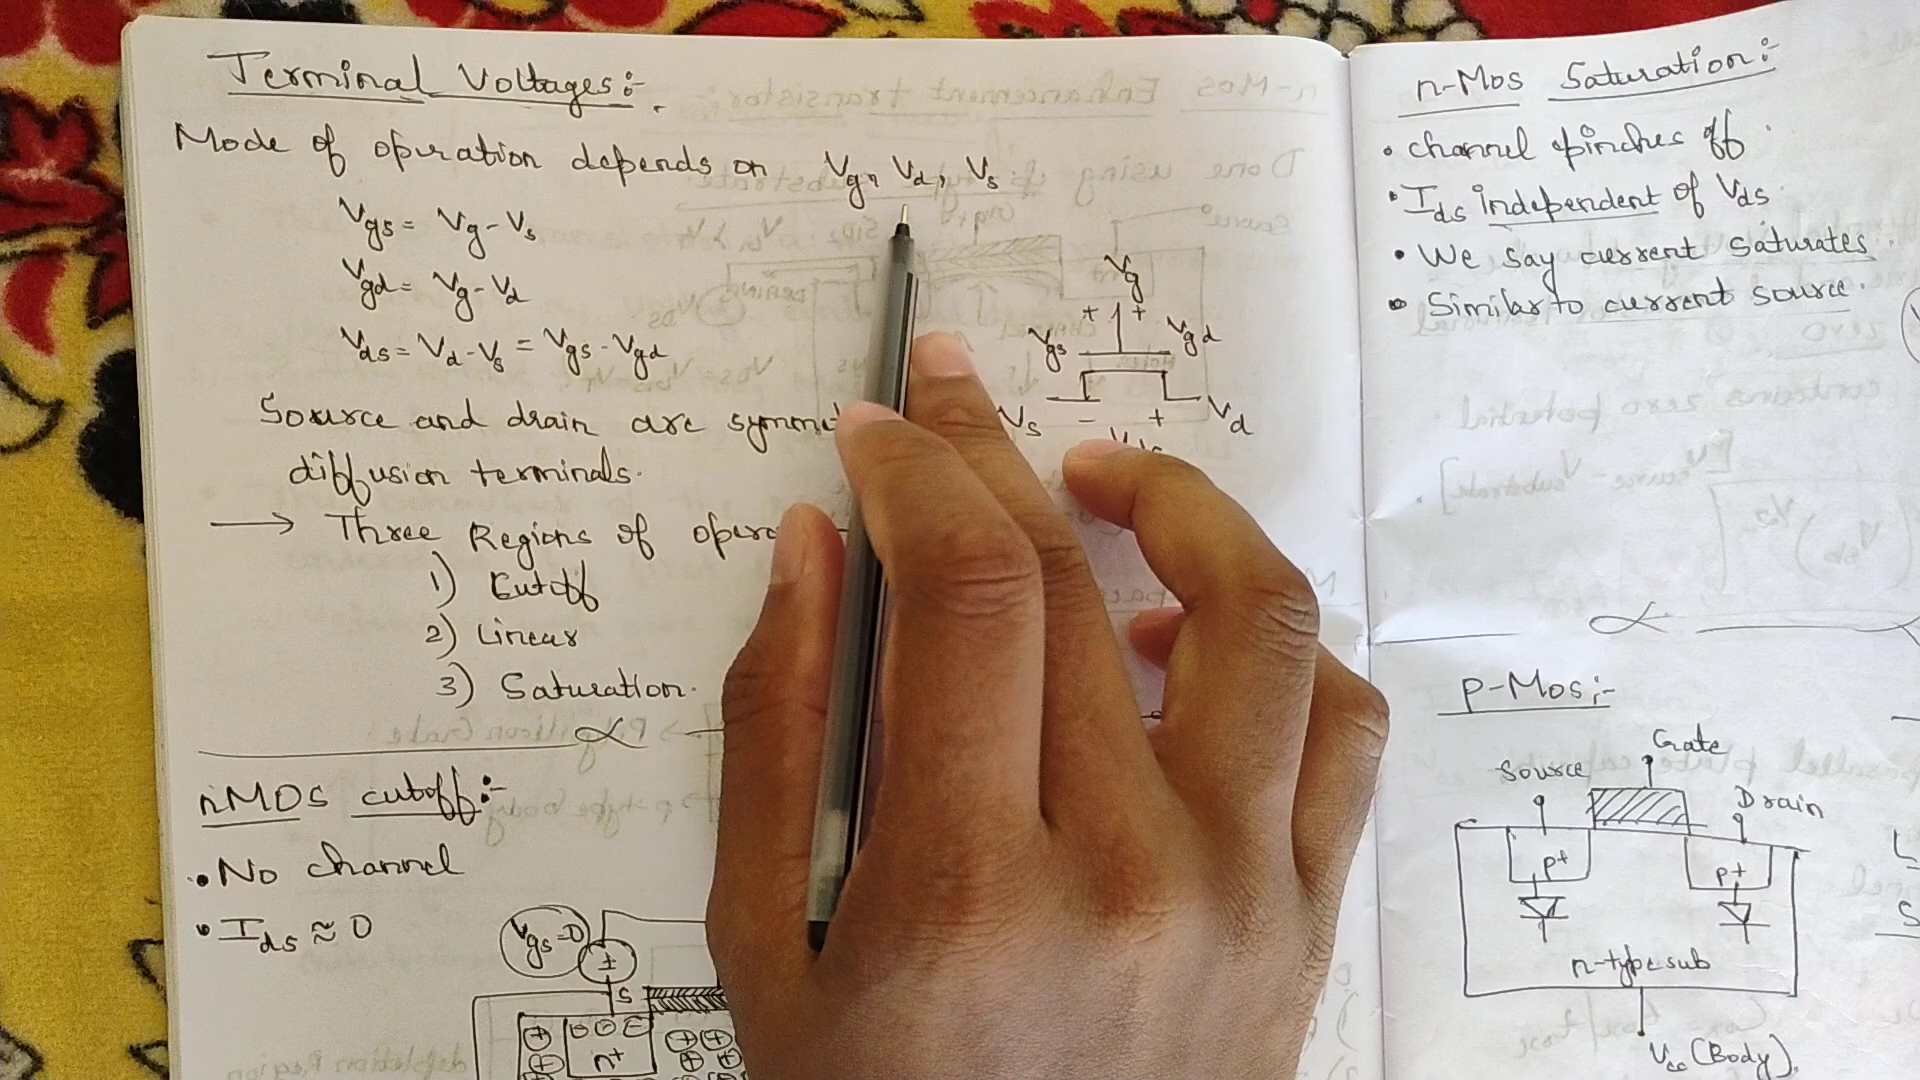 Terminal Voltages:-
Mode of operation depends on Vg, Vd, Vs
Vgs = Vg - Vs
Vgd = Vg - Vd
Vds = Vd - Vs = Vgs - Vgd
Source and drain are
diffusion terminals.
→ Three Regions of
1) Cutoff
2) Linear
3) Saturation.
Vg
+ +
Vgs Vgd
Vs - + Vd
nMOS cutoff:-
• No channel
• Ids ≈ 0
Vgs = 0
±
S
n+
n-Mos Saturation:-
• channel pinches off.
• Ids independent of Vds.
• We say current saturates.
• Similar to current source.
P-Mos:-
Gate
Source
Drain
p+ p+
n-type sub
(Body)